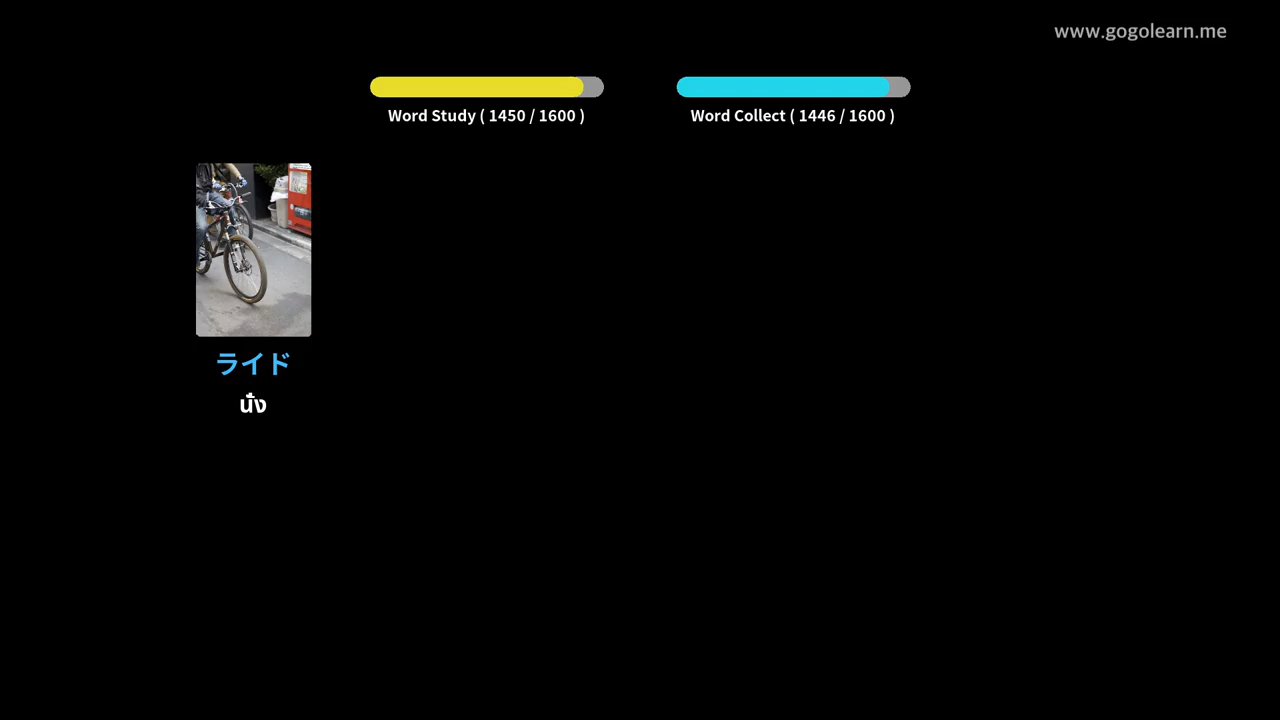 www.gogolearn.me
Word Study ( 1450 / 1600 )
Word Collect ( 1446 / 1600 )
ライド
นั่ง